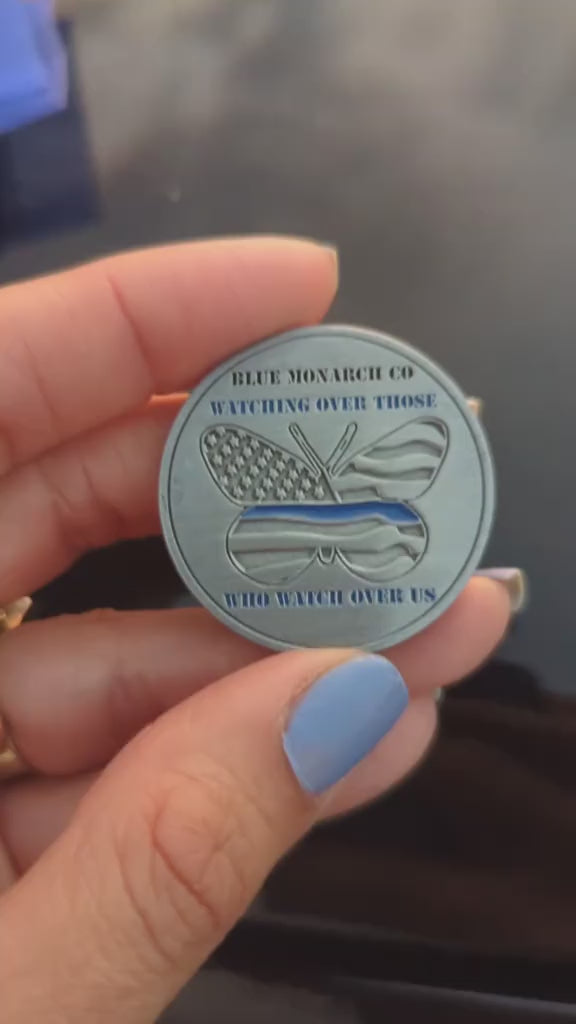 BLUE MONARCH CO
WATCHING OVER THOSE
WHO WATCH OVER US